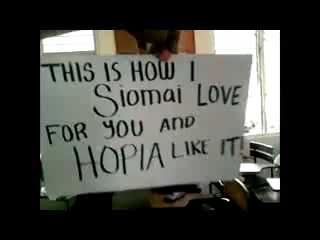 THIS IS HOW I
Siomai LOVE
FOR YOU AND
HOPIA LIKE IT!